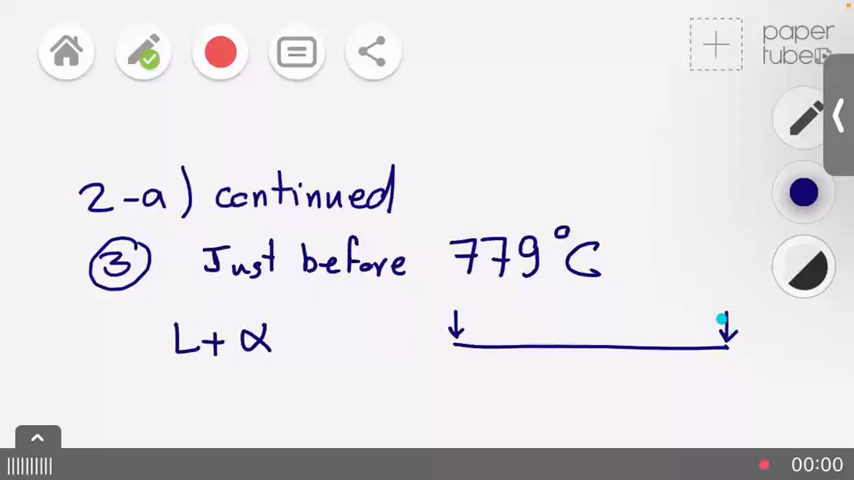 paper
tube
2-a) continued
③ Just before 779°C
L+α
00:00